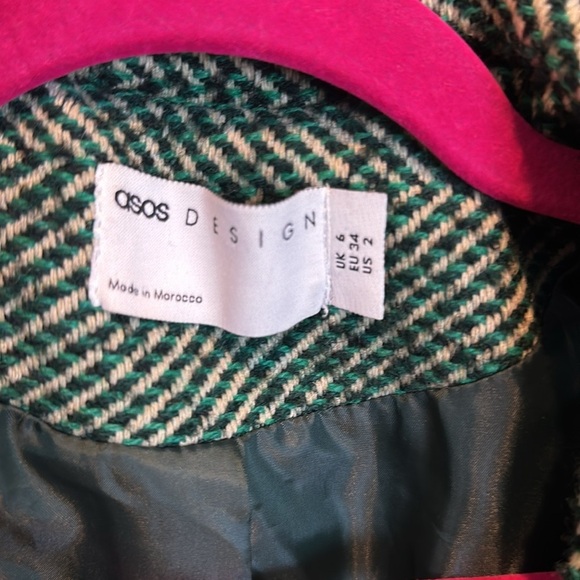 asos DESIGN
Made in Morocco
UK 6
EU 34
US 2